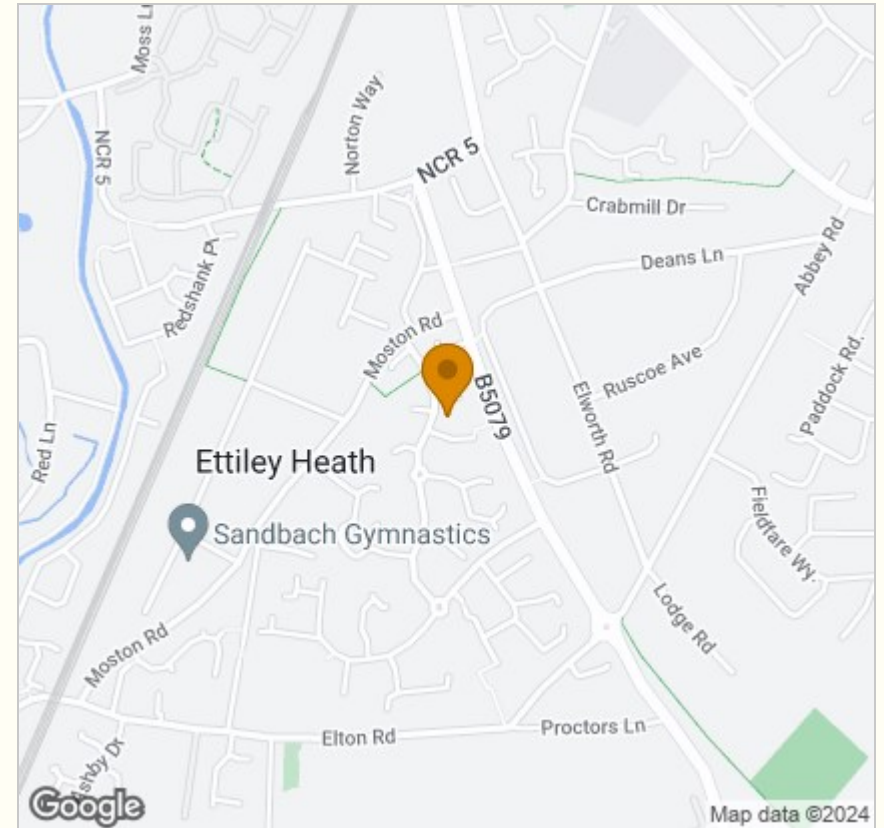 Moss L
NCR 5
Norton Way
NCR 5
Crabmill Dr
Abbey Rd
Deans Ln
Redshank Pl
Moston Rd
Ruscoe Ave
Paddock Rd.
B5079
Elworth Rd
Red Ln
Ettiley Heath
Fieldfare Wy.
Sandbach Gymnastics
Lodge Rd
Moston Rd
Proctors Ln
Elton Rd
Ashby Dr
Google
Map data ©2024